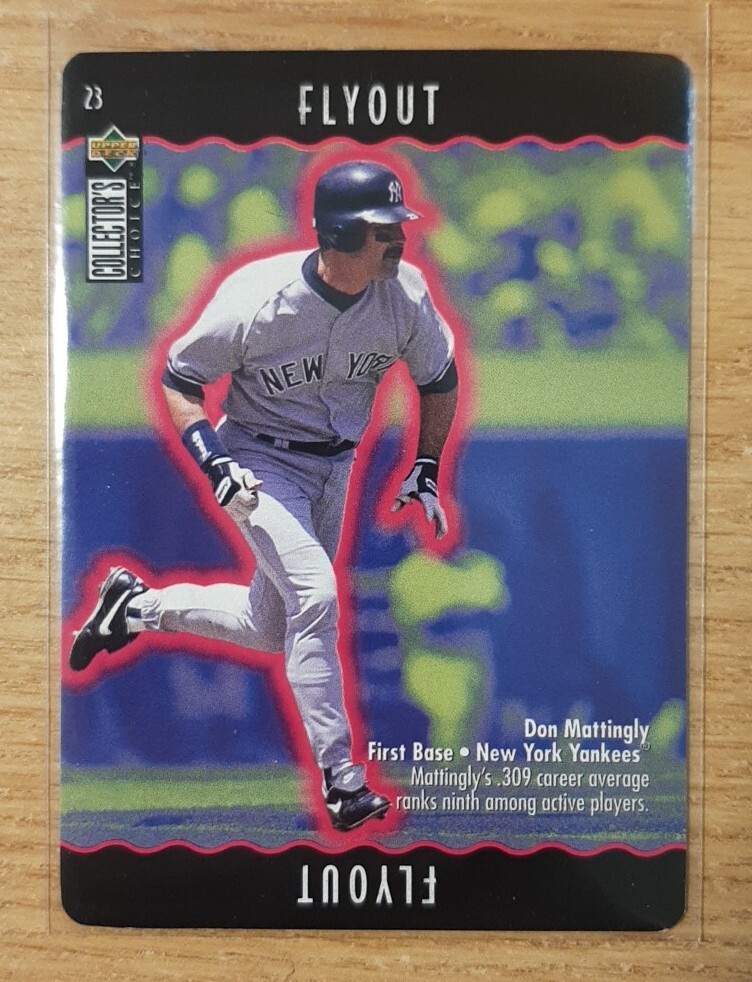 23
FLYOUT
UPPER
DECK
COLLECTOR'S
CHOICE
NY
NEW YORK
Don Mattingly
First Base • New York Yankees®
Mattingly's .309 career average
ranks ninth among active players.
FLYOUT